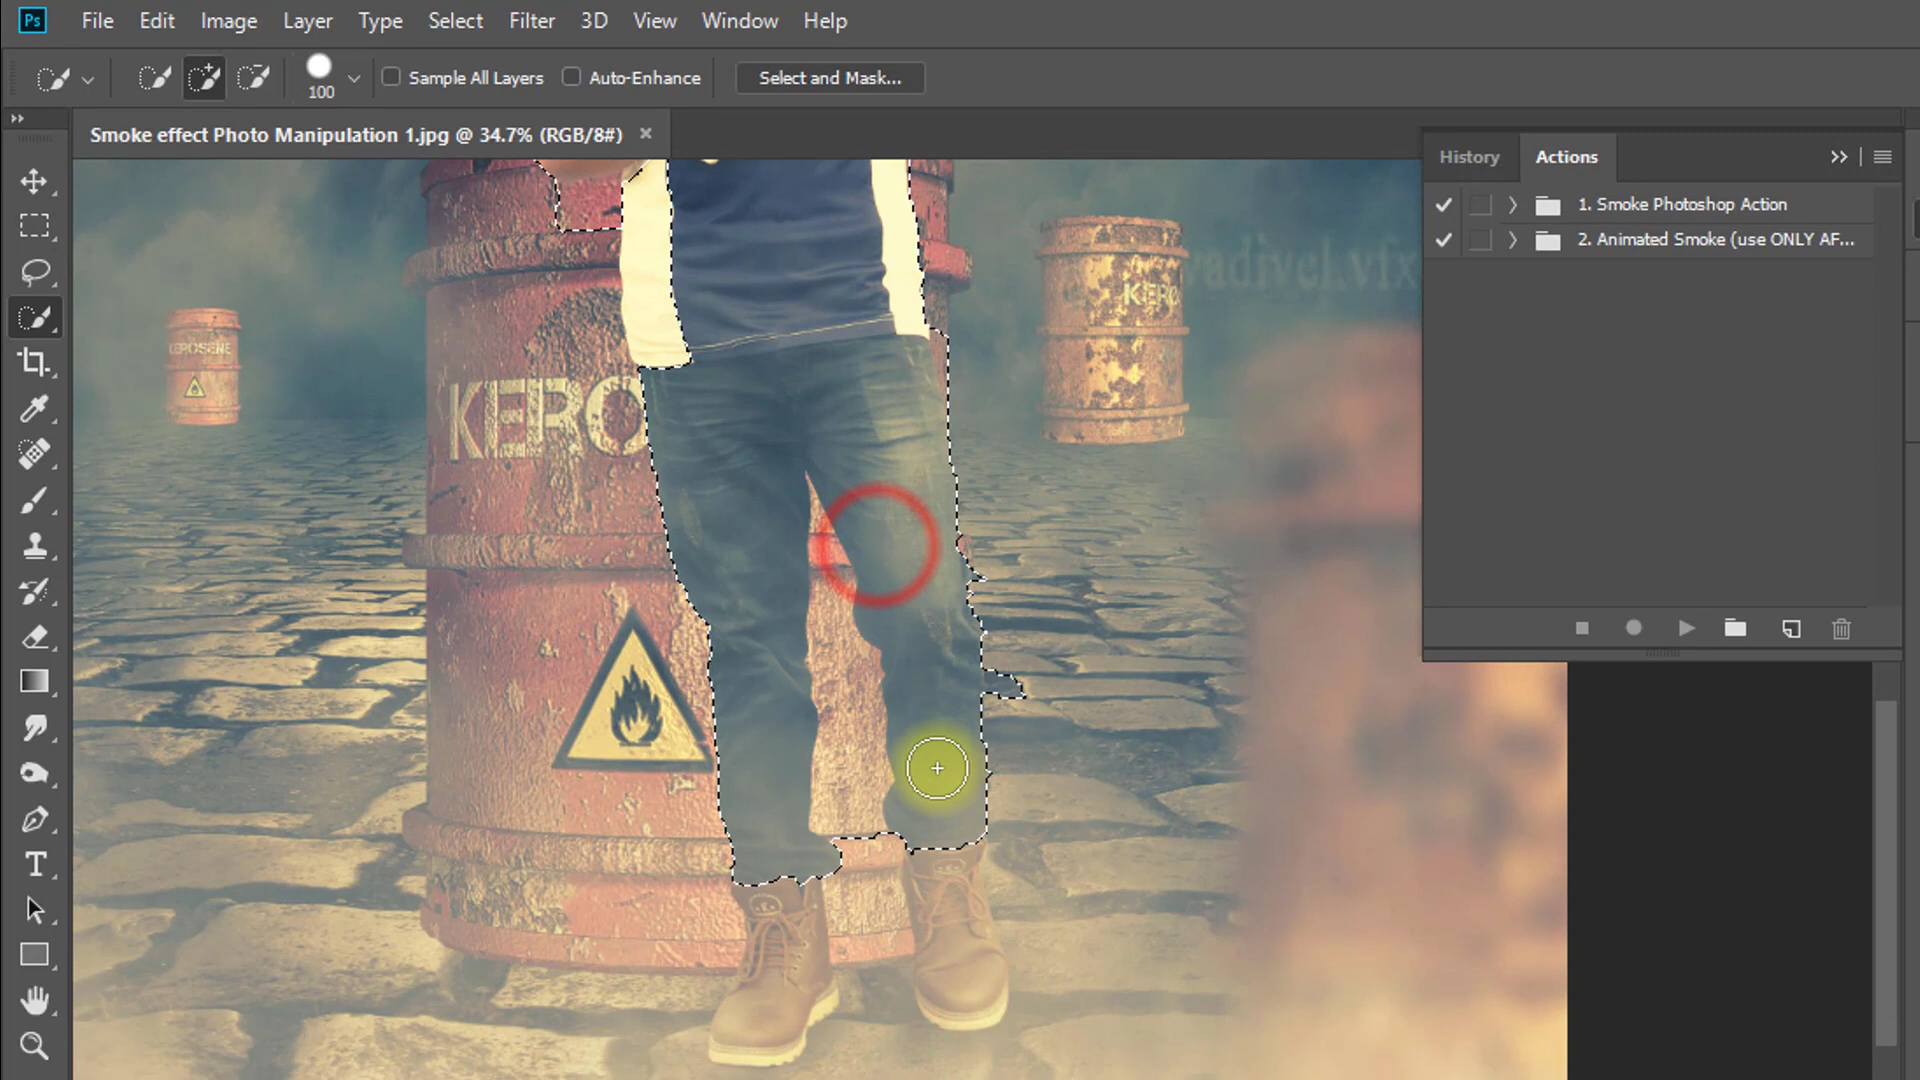 Ps File Edit Image Layer Type Select Filter 3D View Window Help
100 Sample All Layers Auto-Enhance Select and Mask...
Smoke effect Photo Manipulation 1.jpg @ 34.7% (RGB/8#) ×
History Actions
1. Smoke Photoshop Action
2. Animated Smoke (use ONLY AF...
vadivel.vfx
KERO
KEROSENE
KERO